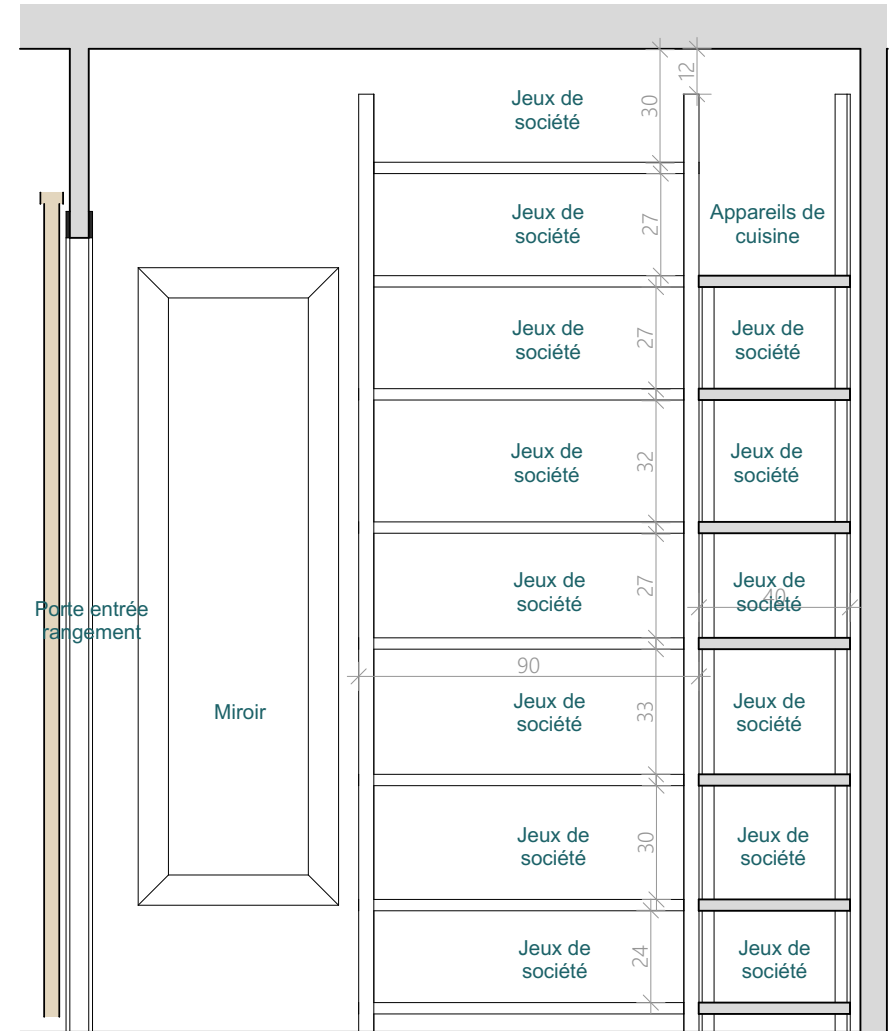 12
Jeux de
société
30
Jeux de
société
27
Appareils de
cuisine
Jeux de
société
27
Jeux de
société
Jeux de
société
32
Jeux de
société
Jeux de
société
27
Jeux de
société
40
Porte entrée
rangement
90
Miroir
Jeux de
société
33
Jeux de
société
Jeux de
société
30
Jeux de
société
Jeux de
société
24
Jeux de
société